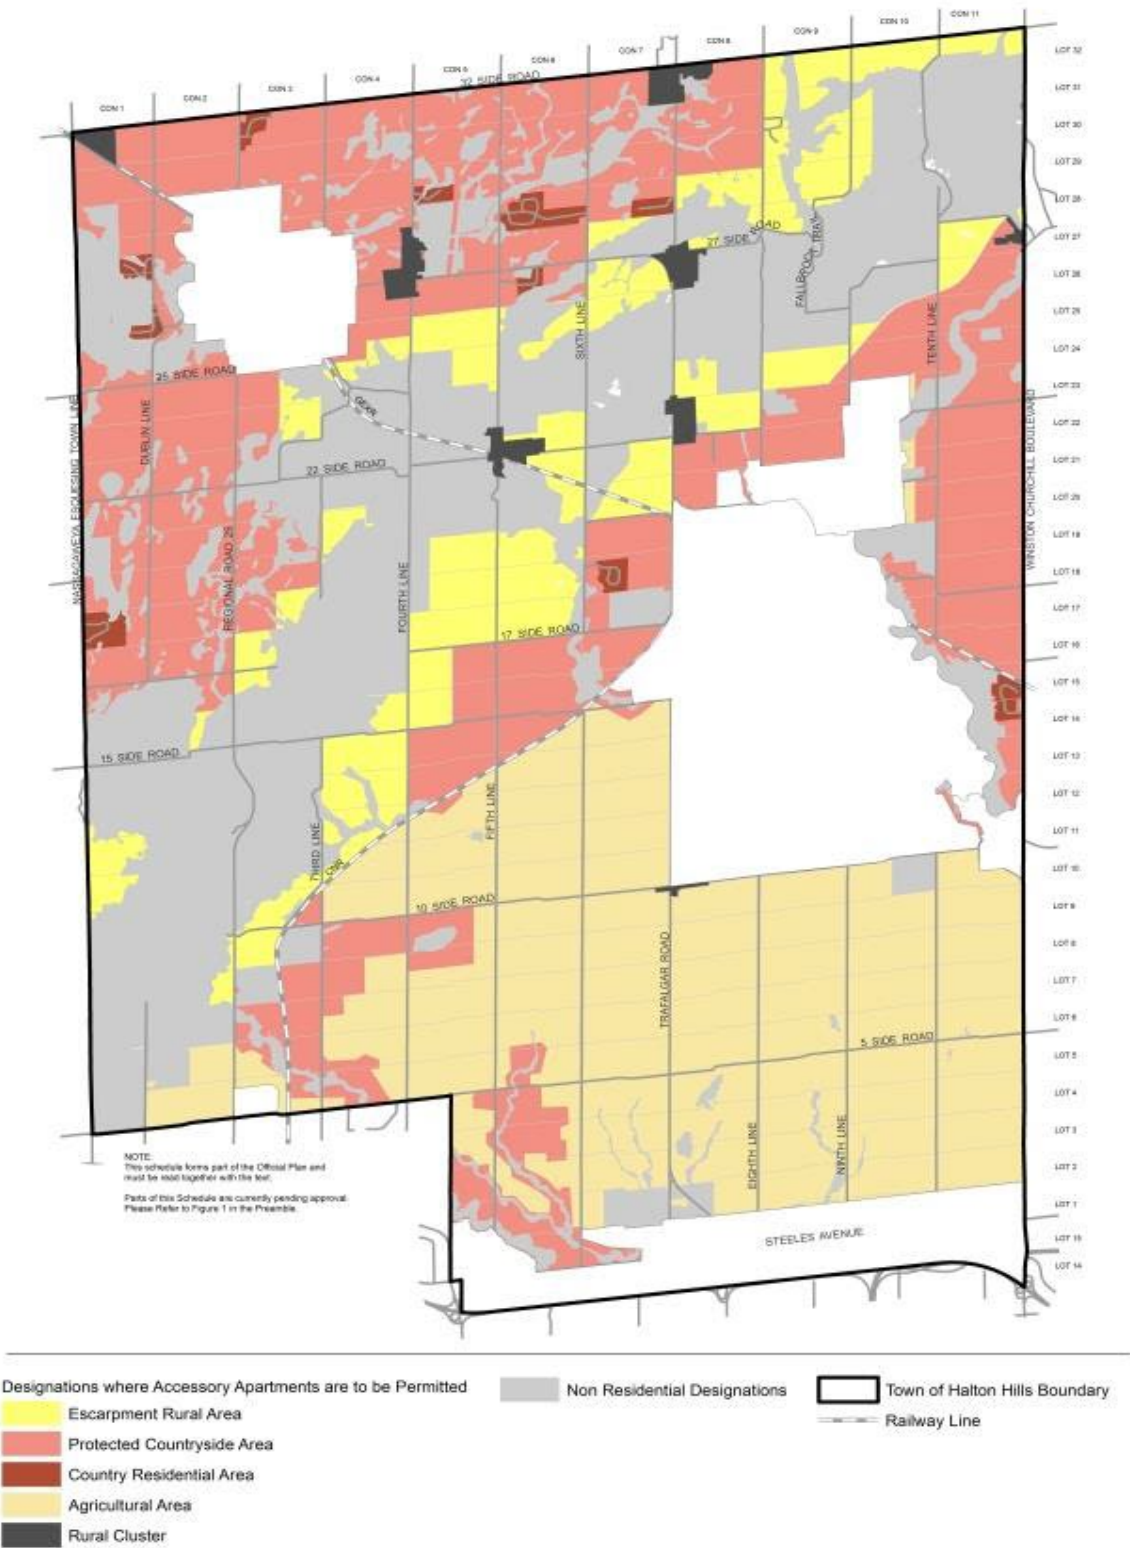 CON 11
CON 10
CON 9
CON 8
CON 7
CON 6
CON 5
CON 4
CON 3
CON 2
CON 1
32 SIDE ROAD
LOT 32
LOT 31
LOT 30
LOT 29
LOT 28
LOT 27
LOT 26
LOT 25
LOT 24
LOT 23
LOT 22
LOT 21
LOT 20
LOT 19
LOT 18
LOT 17
LOT 16
LOT 15
LOT 14
LOT 13
LOT 12
LOT 11
LOT 10
LOT 9
LOT 8
LOT 7
LOT 6
LOT 5
LOT 4
LOT 3
LOT 2
LOT 1
LOT 15
LOT 14
27 SIDE ROAD
FALLBROOK TRAIL
SIXTH LINE
TENTH LINE
25 SIDE ROAD
GEXR
DUBLIN LINE
NASSAGAWEYA ESQUESING TOWN LINE
WINSTON CHURCHILL BOULEVARD
22 SIDE ROAD
REGIONAL ROAD 25
FOURTH LINE
17 SIDE ROAD
15 SIDE ROAD
FIFTH LINE
THIRD LINE
CNR
10 SIDE ROAD
TRAFALGAR ROAD
5 SIDE ROAD
EIGHTH LINE
NINTH LINE
STEELES AVENUE
NOTE:
This schedule forms part of the Official Plan and
must be read together with the text.
Parts of this Schedule are currently pending approval.
Please Refer to Figure 1 in the Preamble.
Designations where Accessory Apartments are to be Permitted
Escarpment Rural Area
Protected Countryside Area
Country Residential Area
Agricultural Area
Rural Cluster
Non Residential Designations
Town of Halton Hills Boundary
Railway Line